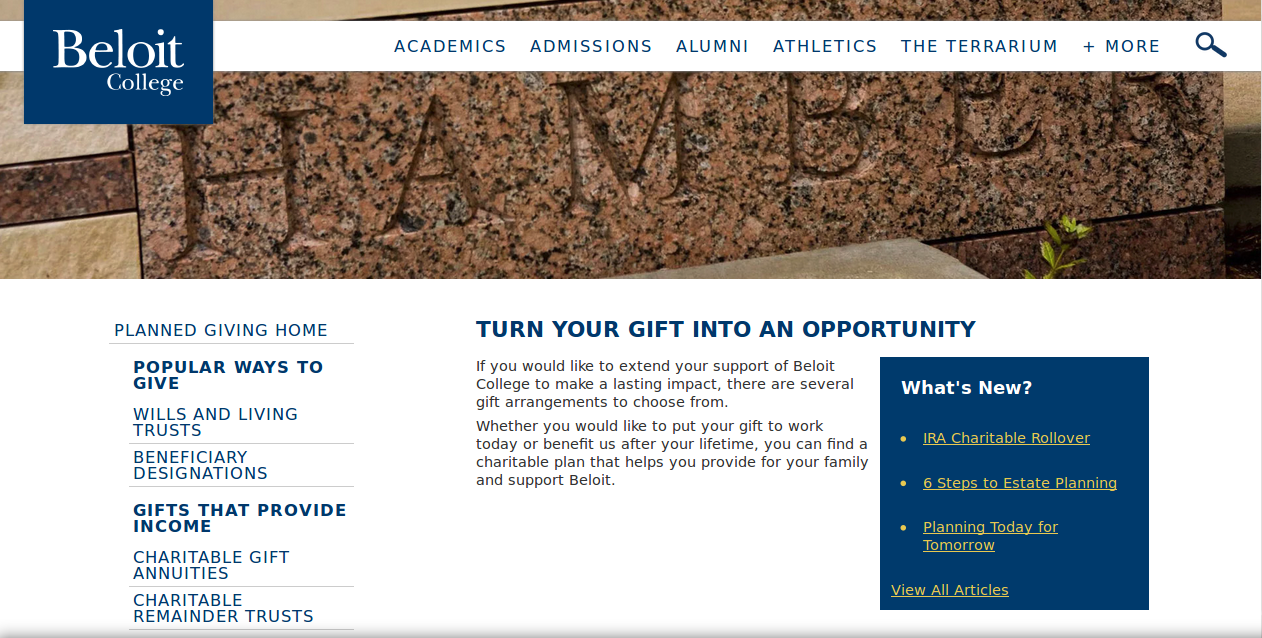 Beloit
College
ACADEMICS ADMISSIONS ALUMNI ATHLETICS THE TERRARIUM + MORE
HAMBER
PLANNED GIVING HOME
POPULAR WAYS TO
GIVE
WILLS AND LIVING
TRUSTS
BENEFICIARY
DESIGNATIONS
GIFTS THAT PROVIDE
INCOME
CHARITABLE GIFT
ANNUITIES
CHARITABLE
REMAINDER TRUSTS
TURN YOUR GIFT INTO AN OPPORTUNITY
If you would like to extend your support of Beloit
College to make a lasting impact, there are several
gift arrangements to choose from.
Whether you would like to put your gift to work
today or benefit us after your lifetime, you can find a
charitable plan that helps you provide for your family
and support Beloit.
What's New?
IRA Charitable Rollover
6 Steps to Estate Planning
Planning Today for
Tomorrow
View All Articles